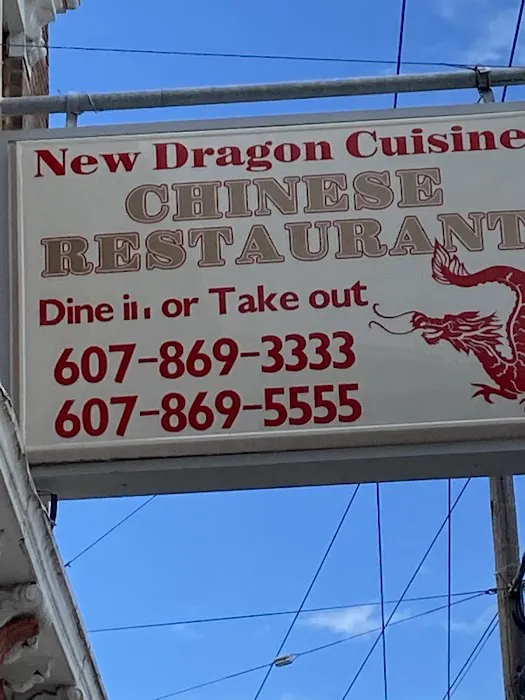 New Dragon Cuisine
CHINESE
RESTAURANT
Dine in or Take out
607-869-3333
607-869-5555